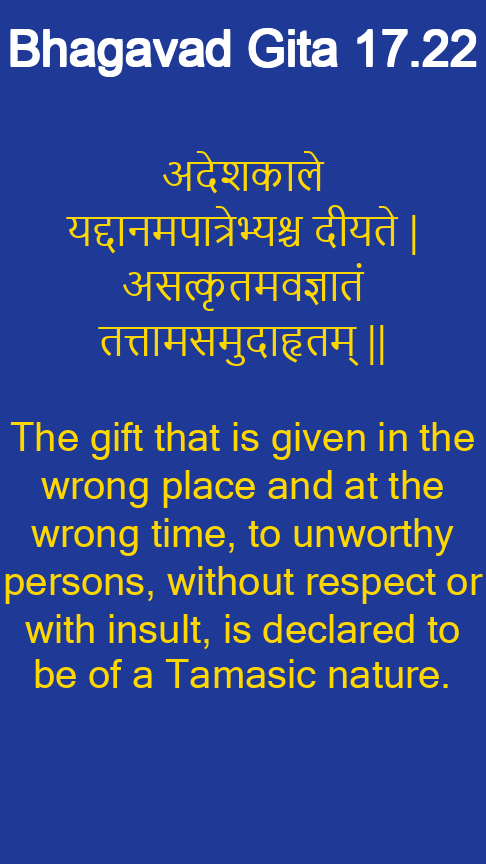 Bhagavad Gita 17.22
अदेशकाले
यद्दानमपात्रेभ्यश्च दीयते |
असत्कृतमवज्ञातं
तत्तामसमुदाहृतम् ||
The gift that is given in the
wrong place and at the
wrong time, to unworthy
persons, without respect or
with insult, is declared to
be of a Tamasic nature.